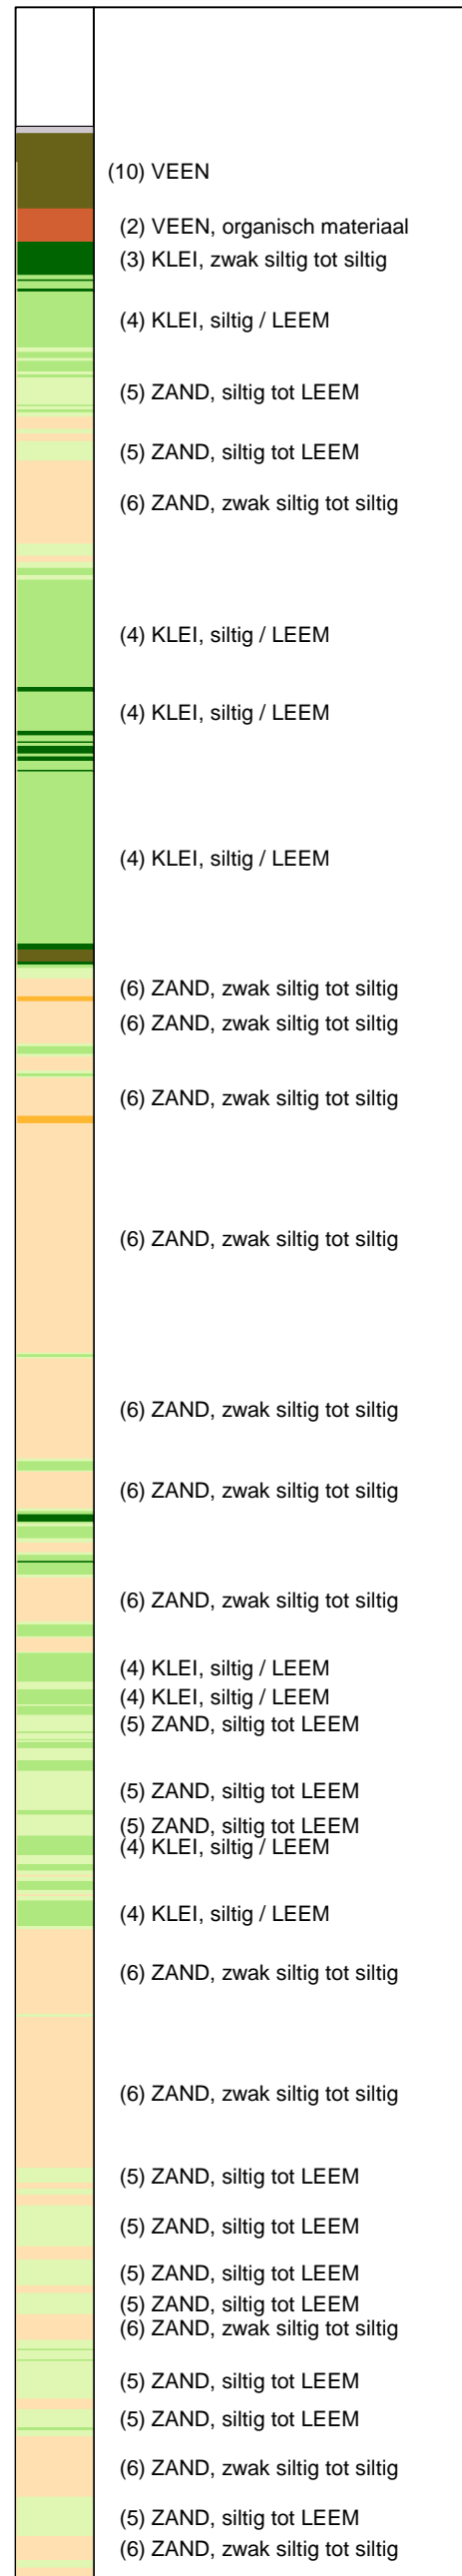 (10) VEEN
(2) VEEN, organisch materiaal
(3) KLEI, zwak siltig tot siltig
(4) KLEI, siltig / LEEM
(5) ZAND, siltig tot LEEM
(5) ZAND, siltig tot LEEM
(6) ZAND, zwak siltig tot siltig
(4) KLEI, siltig / LEEM
(4) KLEI, siltig / LEEM
(4) KLEI, siltig / LEEM
(6) ZAND, zwak siltig tot siltig
(6) ZAND, zwak siltig tot siltig
(6) ZAND, zwak siltig tot siltig
(6) ZAND, zwak siltig tot siltig
(6) ZAND, zwak siltig tot siltig
(6) ZAND, zwak siltig tot siltig
(6) ZAND, zwak siltig tot siltig
(4) KLEI, siltig / LEEM
(4) KLEI, siltig / LEEM
(5) ZAND, siltig tot LEEM
(5) ZAND, siltig tot LEEM
(5) ZAND, siltig tot LEEM
(4) KLEI, siltig / LEEM
(4) KLEI, siltig / LEEM
(6) ZAND, zwak siltig tot siltig
(6) ZAND, zwak siltig tot siltig
(5) ZAND, siltig tot LEEM
(5) ZAND, siltig tot LEEM
(5) ZAND, siltig tot LEEM
(5) ZAND, siltig tot LEEM
(6) ZAND, zwak siltig tot siltig
(5) ZAND, siltig tot LEEM
(5) ZAND, siltig tot LEEM
(6) ZAND, zwak siltig tot siltig
(5) ZAND, siltig tot LEEM
(6) ZAND, zwak siltig tot siltig